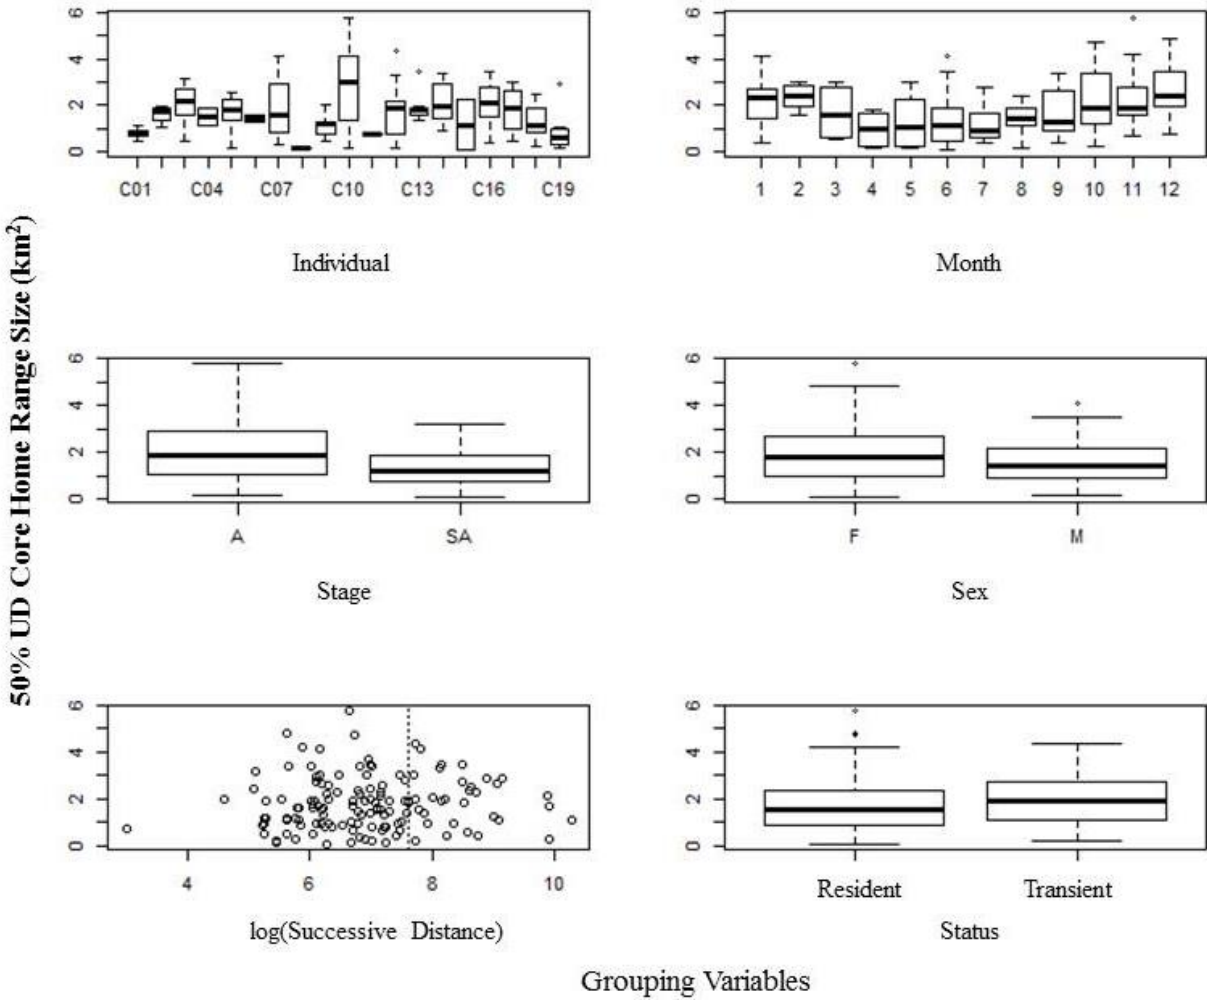 50% UD Core Home Range Size (km²)
0 2 4 6
C01 C04 C07 C10 C13 C16 C19
Individual
0 2 4 6
1 2 3 4 5 6 7 8 9 10 11 12
Month
0 2 4 6
A SA
Stage
0 2 4 6
F M
Sex
0 2 4 6
4 6 8 10
log(Successive Distance)
0 2 4 6
Resident Transient
Status
Grouping Variables